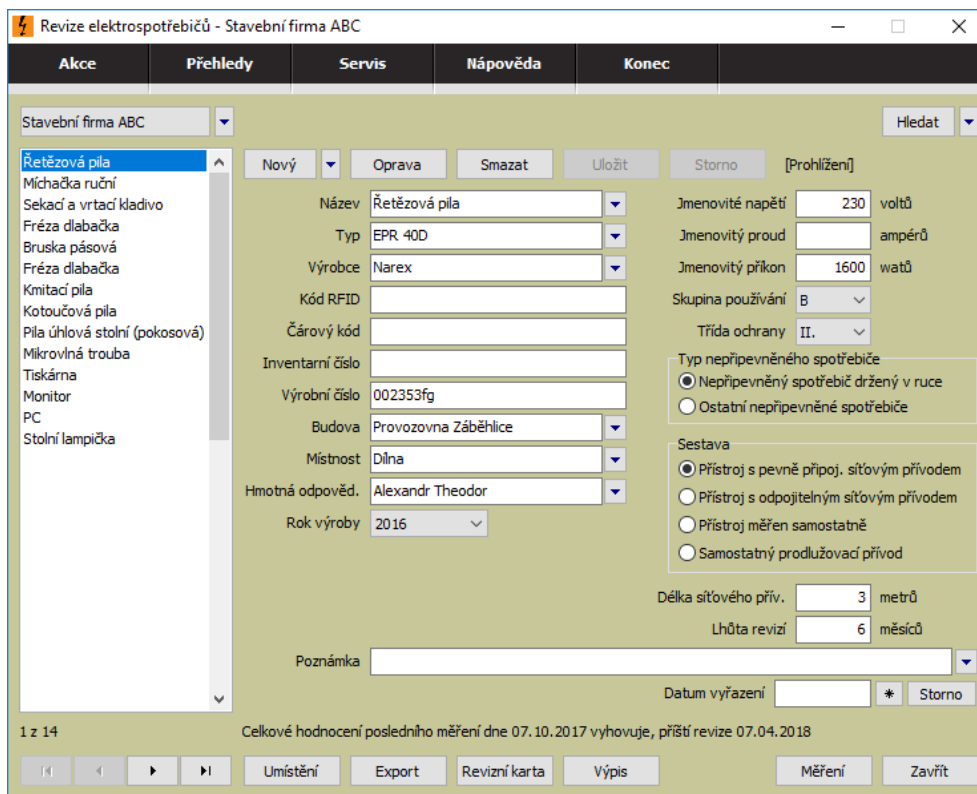 Revize elektrospotřebičů - Stavební firma ABC
Akce Přehledy Servis Nápověda Konec
Stavební firma ABC Hledat
Řetězová pila
Míchačka ruční
Sekací a vrtací kladivo
Fréza dlabačka
Bruska pásová
Fréza dlabačka
Kmitací pila
Kotoučová pila
Pila úhlová stolní (pokosová)
Mikrovlná trouba
Tiskárna
Monitor
PC
Stolní lampička
Nový Oprava Smazat Uložit Storno [Prohlížení]
Název Řetězová pila
Typ EPR 40D
Výrobce Narex
Kód RFID
Čárový kód
Inventarní číslo
Výrobní číslo 002353fg
Budova Provozovna Záběhlice
Místnost Dílna
Hmotná odpověd. Alexandr Theodor
Rok výroby 2016
Jmenovité napětí 230 voltů
Jmenovitý proud ampérů
Jmenovitý příkon 1600 watů
Skupina používání B
Třída ochrany II.
Typ nepřipevněného spotřebiče
Nepřipevněný spotřebič držený v ruce
Ostatní nepřipevněné spotřebiče
Sestava
Přístroj s pevně připoj. síťovým přívodem
Přístroj s odpojitelným síťovým přívodem
Přístroj měřen samostatně
Samostatný prodlužovací přívod
Délka síťového přív. 3 metrů
Lhůta revizí 6 měsíců
Poznámka
Datum vyřazení * Storno
1 z 14 Celkové hodnocení posledního měření dne 07.10.2017 vyhovuje, příští revize 07.04.2018
Umístění Export Revizní karta Výpis Měření Zavřít